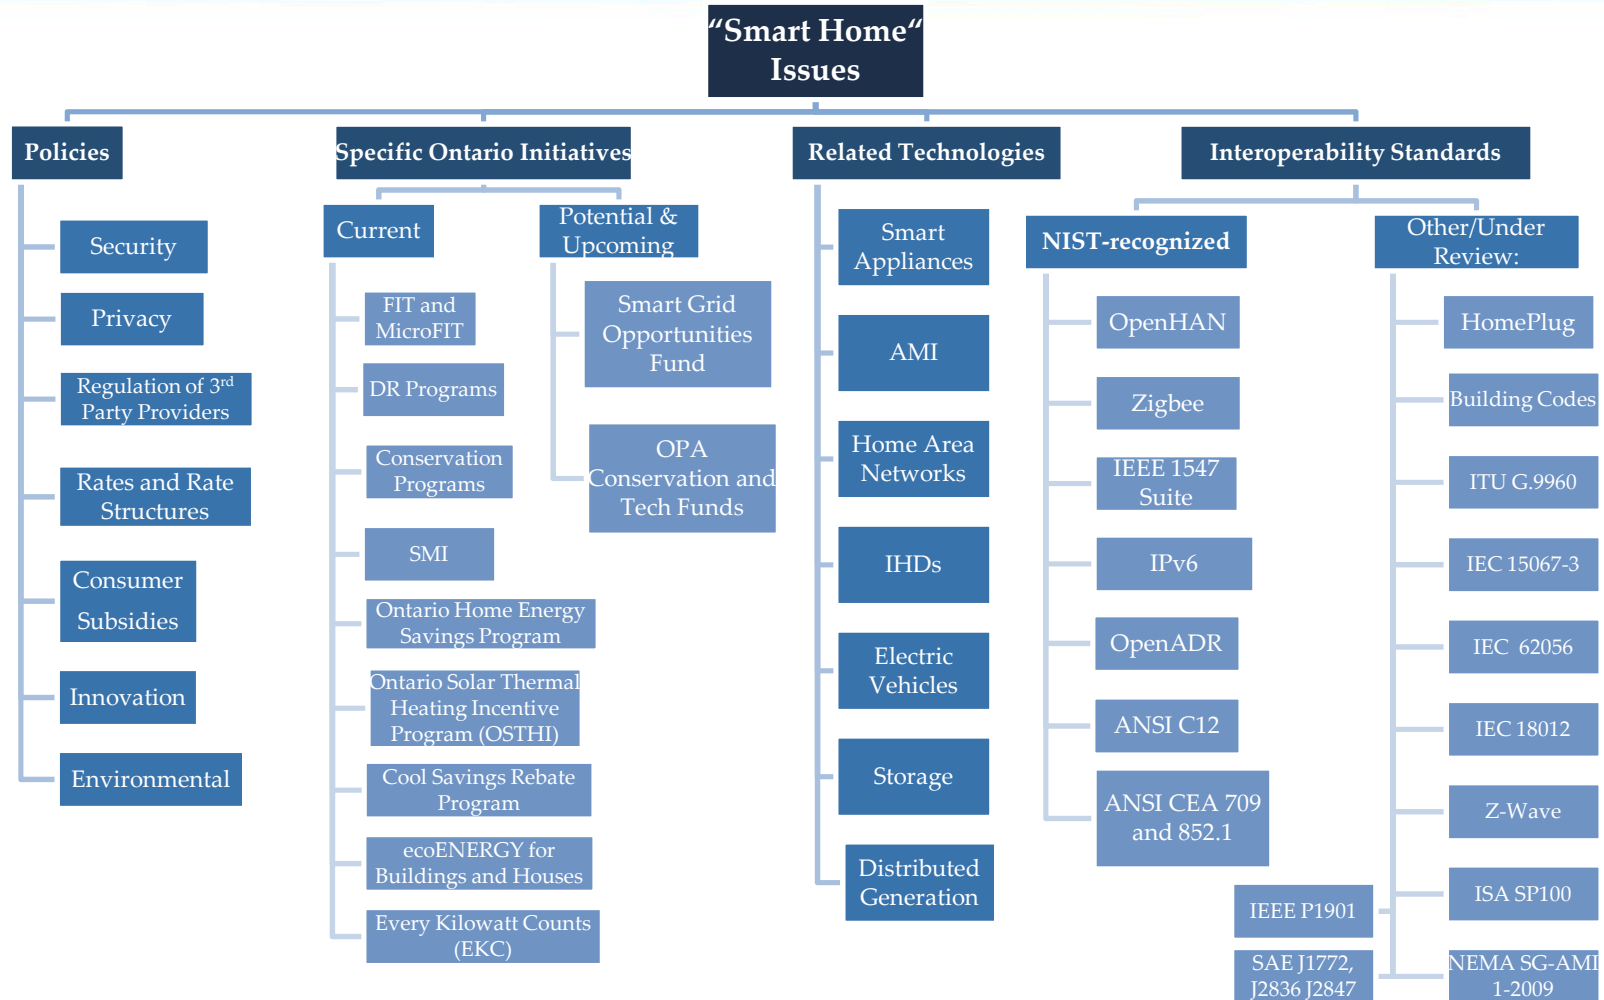 “Smart Home“
Issues
Policies
Security
Privacy
Regulation of 3rd
Party Providers
Rates and Rate
Structures
Consumer
Subsidies
Innovation
Environmental
Specific Ontario Initiatives
Current
FIT and
MicroFIT
DR Programs
Conservation
Programs
SMI
Ontario Home Energy
Savings Program
Ontario Solar Thermal
Heating Incentive
Program (OSTHI)
Cool Savings Rebate
Program
ecoENERGY for
Buildings and Houses
Every Kilowatt Counts
(EKC)
Potential &
Upcoming
Smart Grid
Opportunities
Fund
OPA
Conservation and
Tech Funds
Related Technologies
Smart
Appliances
AMI
Home Area
Networks
IHDs
Electric
Vehicles
Storage
Distributed
Generation
Interoperability Standards
NIST-recognized
OpenHAN
Zigbee
IEEE 1547
Suite
IPv6
OpenADR
ANSI C12
ANSI CEA 709
and 852.1
Other/Under
Review:
HomePlug
Building Codes
ITU G.9960
IEC 15067-3
IEC 62056
IEC 18012
Z-Wave
ISA SP100
IEEE P1901
NEMA SG-AMI
1-2009
SAE J1772,
J2836 J2847